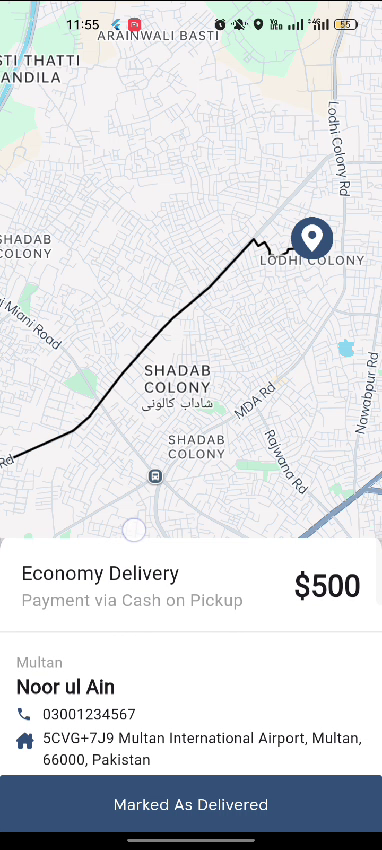 11:55
55
ARAINWALI BASTI
STI THATTI
ANDILA
Lodhi Colony Rd
SHADAB
COLONY
LODHI COLONY
Miani Road
SHADAB
COLONY
شاداب کالونی
MDA Rd
Nawabpur Rd
SHADAB
COLONY
Rajwana Rd
Rd
Economy Delivery
$500
Payment via Cash on Pickup
Multan
Noor ul Ain
03001234567
5CVG+7J9 Multan International Airport, Multan,
66000, Pakistan
Marked As Delivered